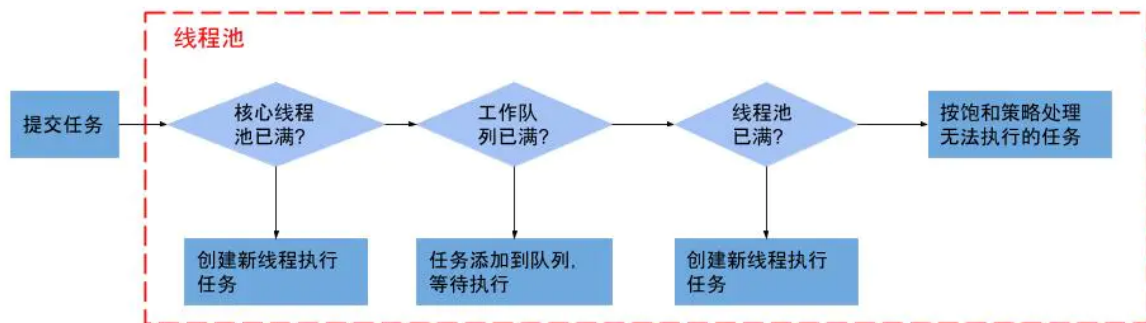 线程池
提交任务
核心线程
池已满?
工作队
列已满?
线程池
已满?
按饱和策略处理
无法执行的任务
创建新线程执行
任务
任务添加到队列,
等待执行
创建新线程执行
任务